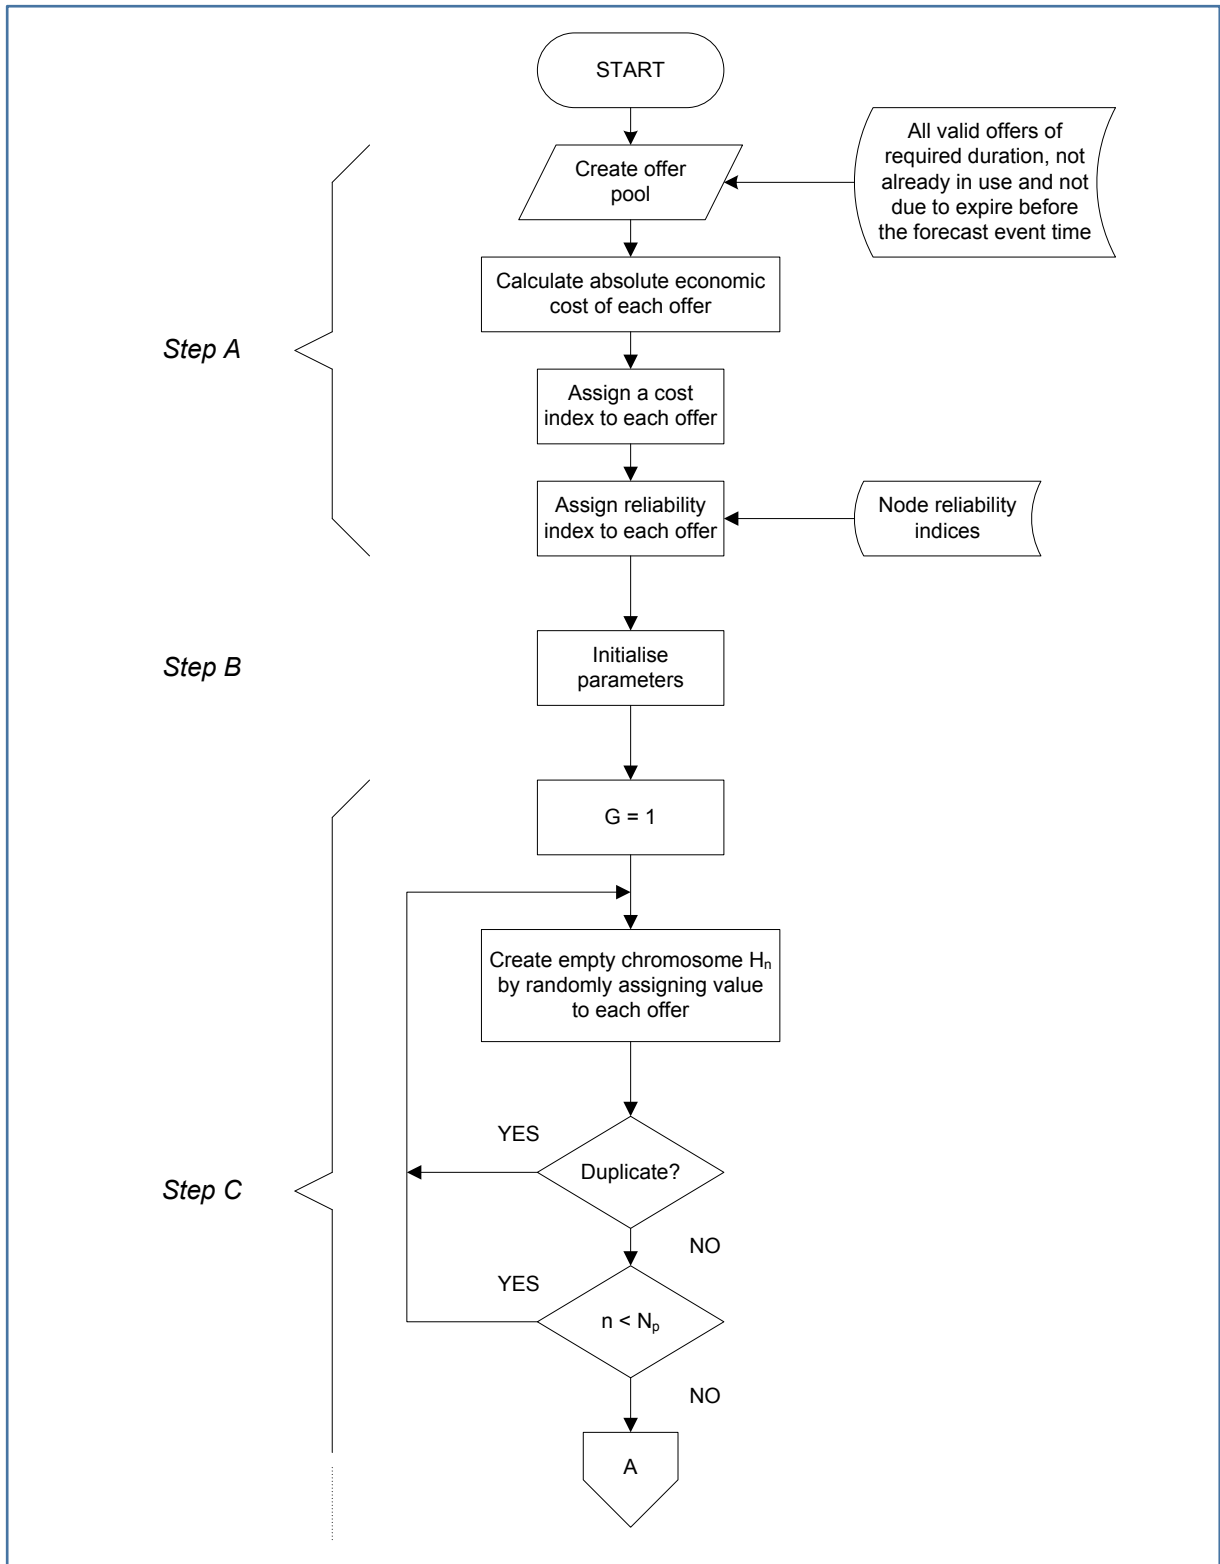 START
Create offer
pool
All valid offers of
required duration, not
already in use and not
due to expire before
the forecast event time
Calculate absolute economic
cost of each offer
Step A
Assign a cost
index to each offer
Assign reliability
index to each offer
Node reliability
indices
Step B
Initialise
parameters
G = 1
Create empty chromosome Hₙ
by randomly assigning value
to each offer
YES
Duplicate?
Step C
NO
YES
n < Nₚ
NO
A